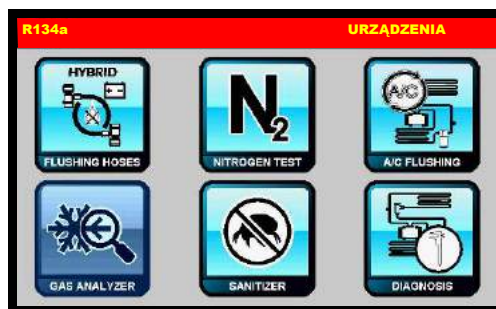 R134a URZĄDZENIA
HYBRID
FLUSHING HOSES
N2
NITROGEN TEST
A/C
A/C FLUSHING
GAS ANALYZER
SANITIZER
DIAGNOSIS